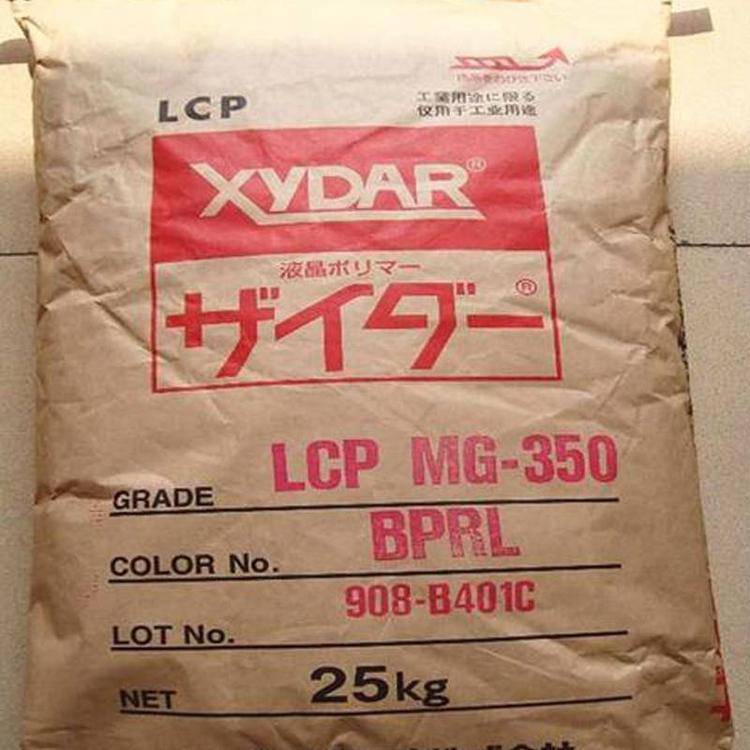 LCP
工業用途に限る
仅用于工业用途
XYDAR®
液晶ポリマー
ザイダー®
GRADE LCP MG-350
COLOR No. BPRL
LOT No. 908-B401C
NET 25kg